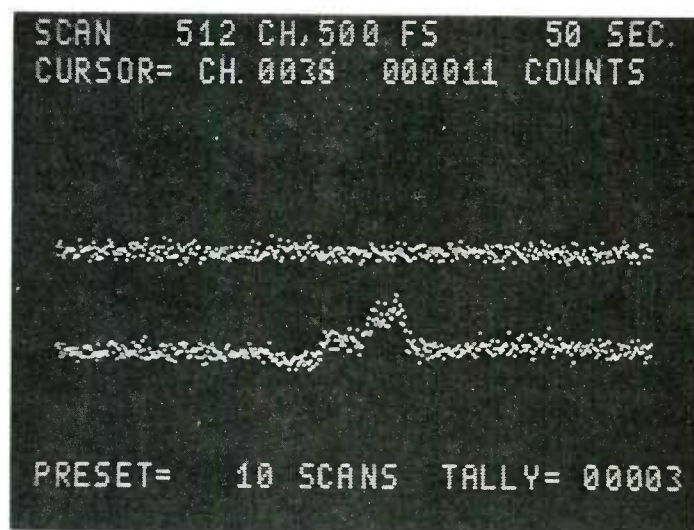 SCAN 512 CH,500 FS 50 SEC.
CURSOR= CH.0038 000011 COUNTS
PRESET= 10 SCANS TALLY= 00003